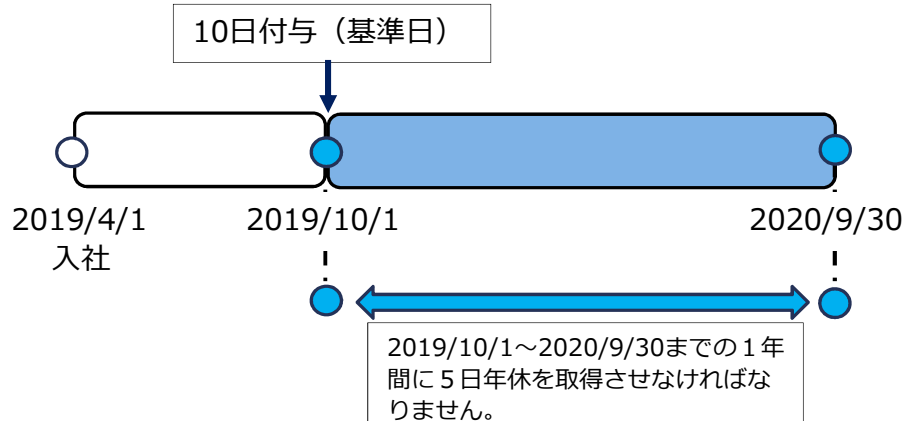 10日付与（基準日）
2019/4/1
入社
2019/10/1
2020/9/30
2019/10/1～2020/9/30までの１年
間に５日年休を取得させなければな
りません。